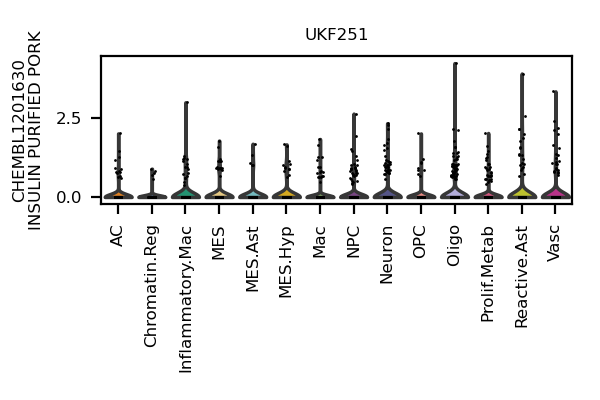 UKF251
CHEMBL1201630
INSULIN PURIFIED PORK
2.5
0.0
AC
Chromatin.Reg
Inflammatory.Mac
MES
MES.Ast
MES.Hyp
Mac
NPC
Neuron
OPC
Oligo
Prolif.Metab
Reactive.Ast
Vasc